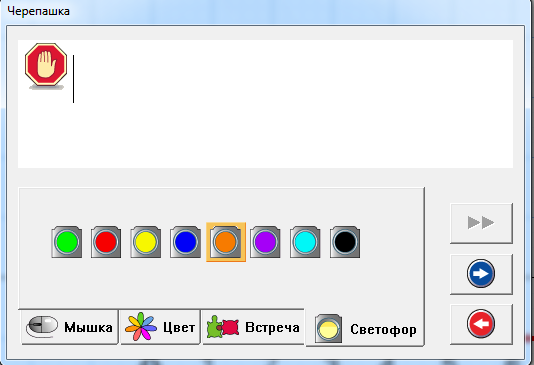 Черепашка
Мышка
Цвет
Встреча
Светофор